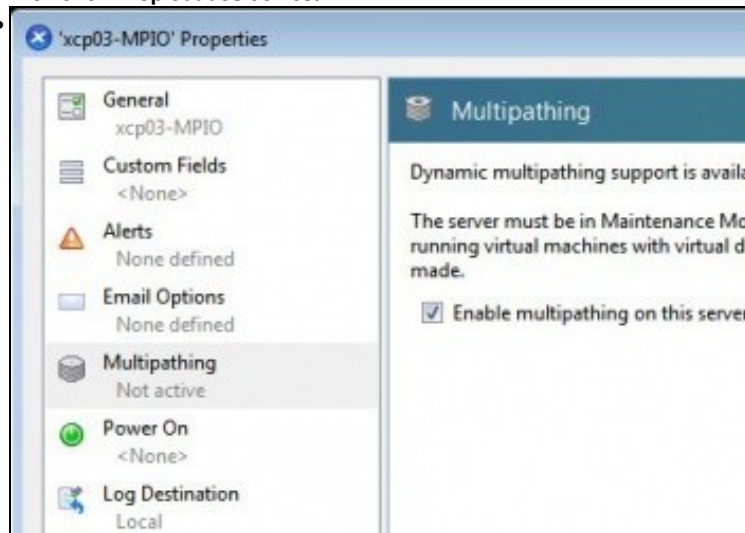 'xcp03-MPIO' Properties
General
xcp03-MPIO
Custom Fields
<None>
Alerts
None defined
Email Options
None defined
Multipathing
Not active
Power On
<None>
Log Destination
Local
Multipathing
Dynamic multipathing support is availa
The server must be in Maintenance Mo
running virtual machines with virtual d
made.
Enable multipathing on this server